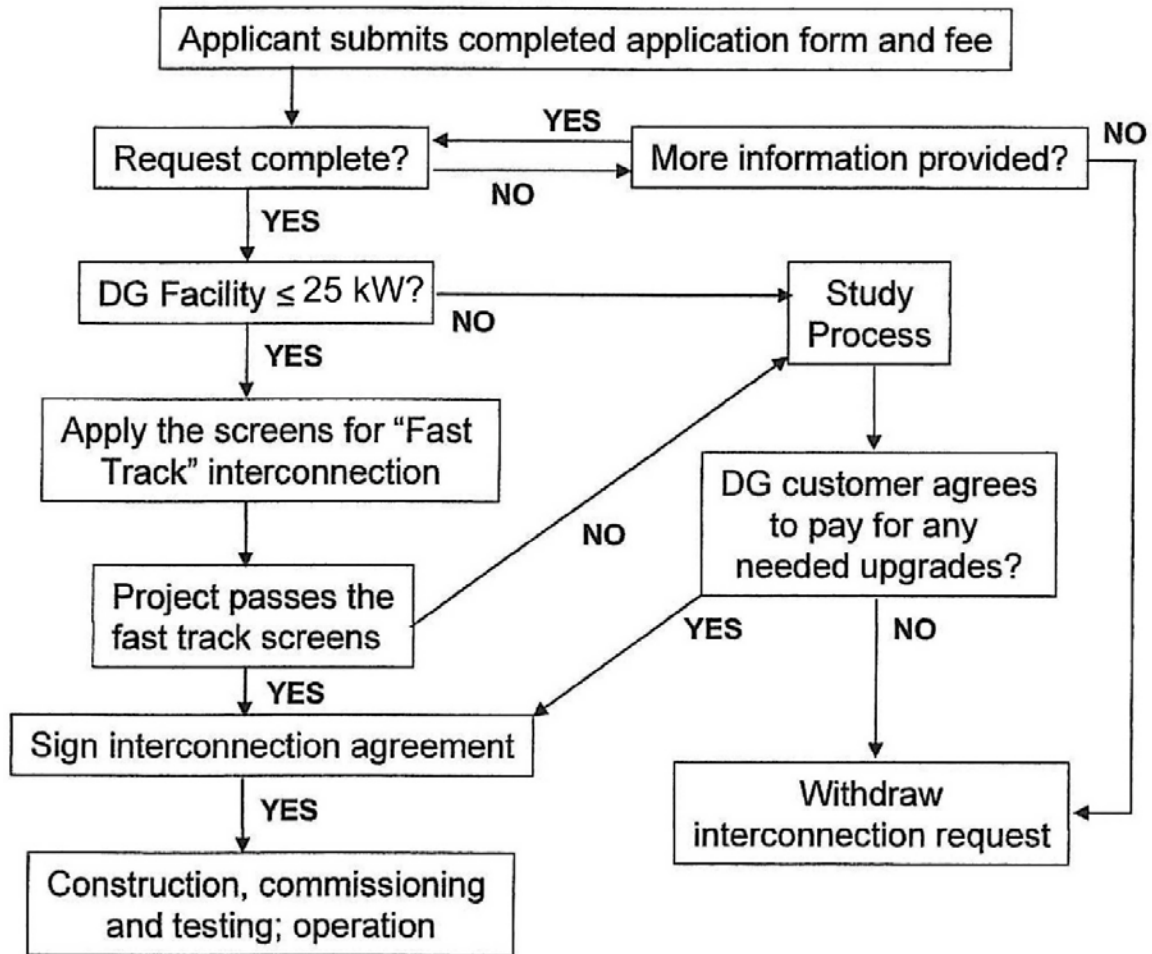 Applicant submits completed application form and fee
YES
NO
Request complete?
More information provided?
NO
YES
DG Facility ≤ 25 kW?
Study
Process
NO
YES
Apply the screens for “Fast
Track” interconnection
DG customer agrees
to pay for any
needed upgrades?
NO
Project passes the
fast track screens
YES
NO
YES
Sign interconnection agreement
YES
Withdraw
interconnection request
Construction, commissioning
and testing; operation